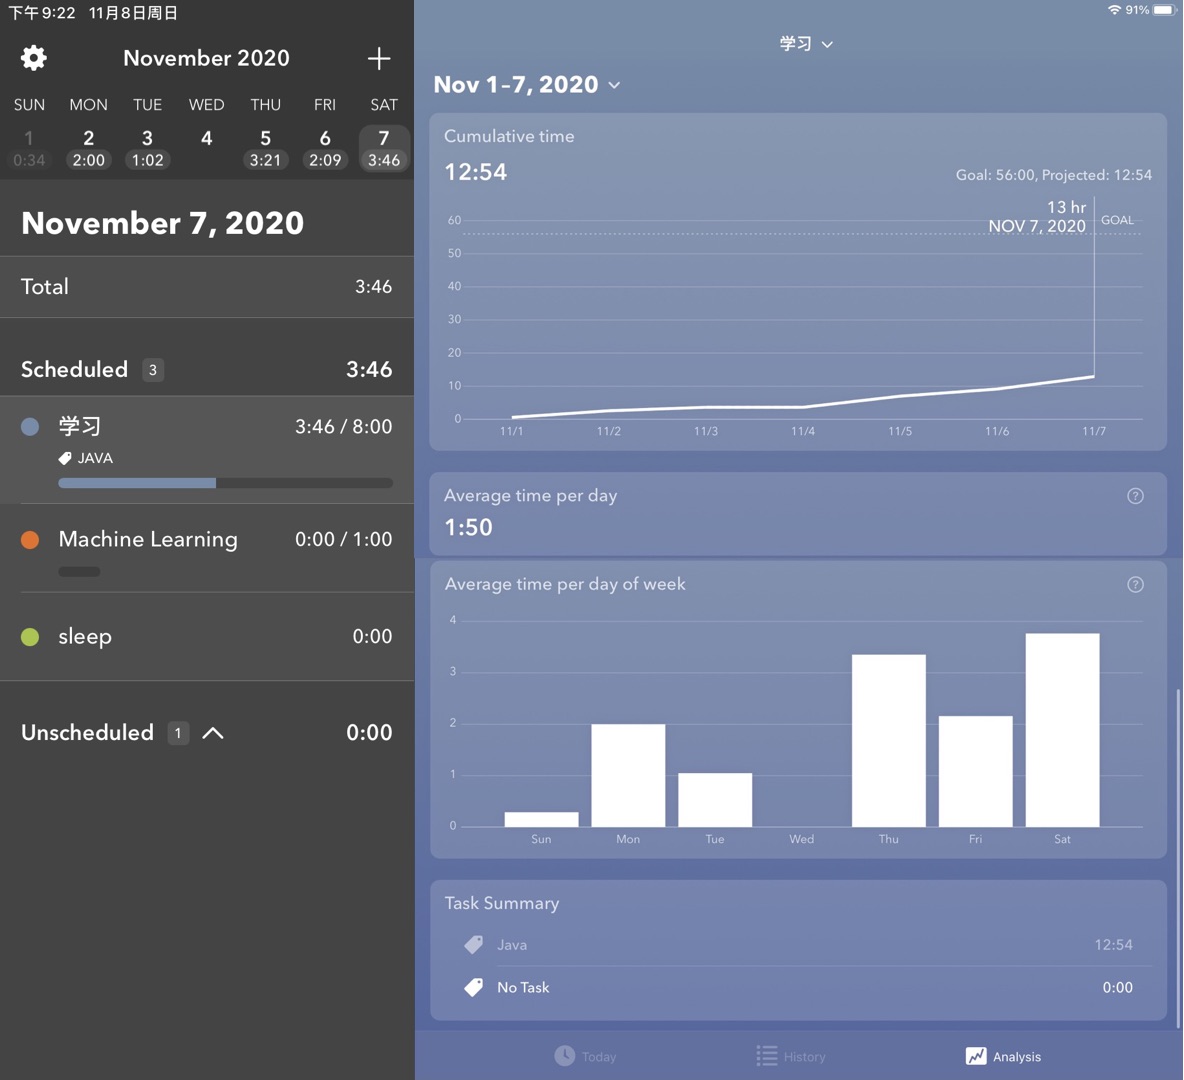 下午9:22 11月8日周日
November 2020
SUN MON TUE WED THU FRI SAT
1 2 3 4 5 6 7
0:34 2:00 1:02 3:21 2:09 3:46
November 7, 2020
Total 3:46
Scheduled 3 3:46
学习 3:46 / 8:00
JAVA
Machine Learning 0:00 / 1:00
sleep 0:00
Unscheduled 1 0:00
91%
学习
Nov 1–7, 2020
Cumulative time
12:54
Goal: 56:00, Projected: 12:54
13 hr
NOV 7, 2020
GOAL
60
50
40
30
20
10
0
11/1 11/2 11/3 11/4 11/5 11/6 11/7
Average time per day
?
1:50
Average time per day of week
?
4
3
2
1
0
Sun Mon Tue Wed Thu Fri Sat
Task Summary
Java 12:54
No Task 0:00
Today History Analysis